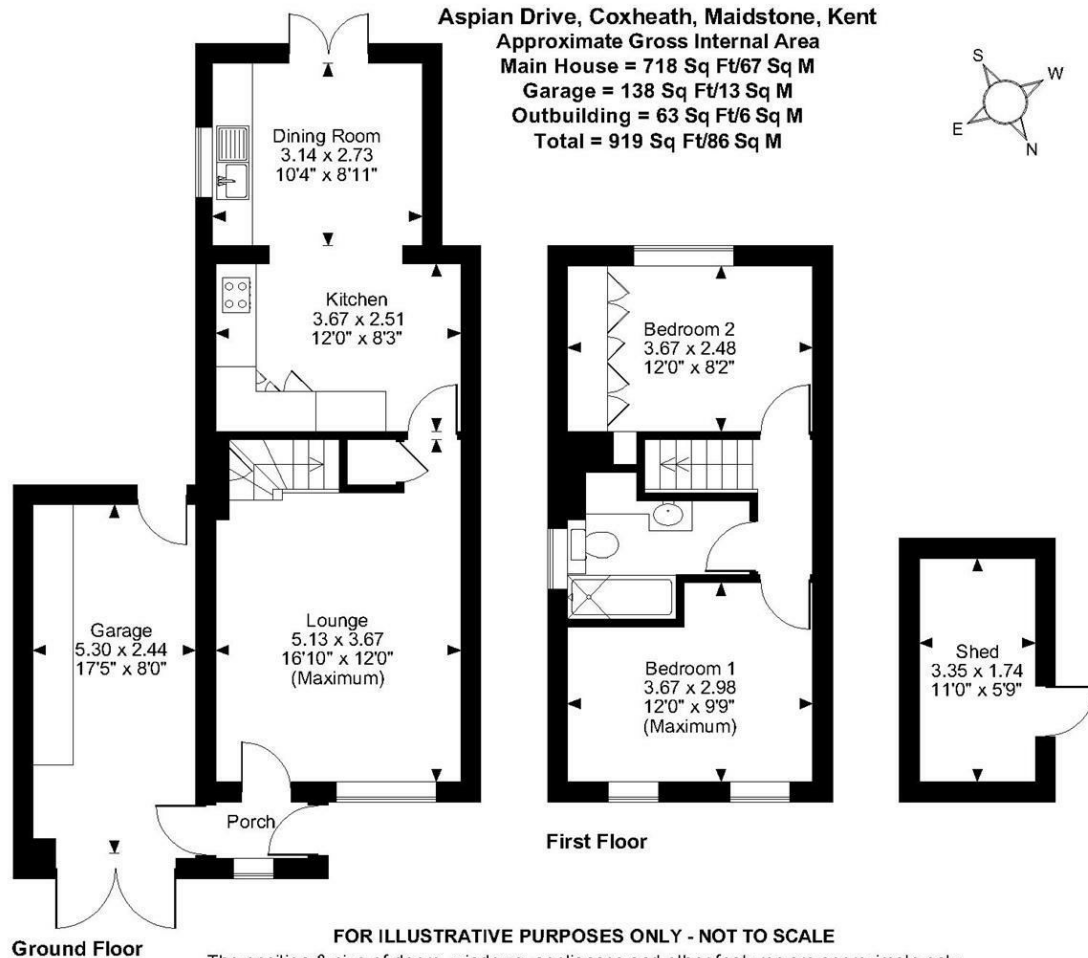 Aspian Drive, Coxheath, Maidstone, Kent
Approximate Gross Internal Area
Main House = 718 Sq Ft/67 Sq M
Garage = 138 Sq Ft/13 Sq M
Outbuilding = 63 Sq Ft/6 Sq M
Total = 919 Sq Ft/86 Sq M
S
W
E
N
Dining Room
3.14 x 2.73
10'4" x 8'11"
Kitchen
3.67 x 2.51
12'0" x 8'3"
Bedroom 2
3.67 x 2.48
12'0" x 8'2"
Garage
5.30 x 2.44
17'5" x 8'0"
Lounge
5.13 x 3.67
16'10" x 12'0"
(Maximum)
Bedroom 1
3.67 x 2.98
12'0" x 9'9"
(Maximum)
Shed
3.35 x 1.74
11'0" x 5'9"
Porch
First Floor
Ground Floor
FOR ILLUSTRATIVE PURPOSES ONLY - NOT TO SCALE